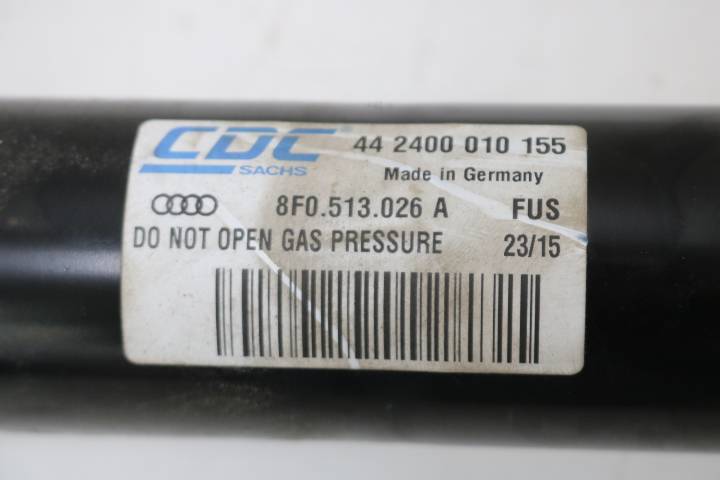 CDC 44 2400 010 155
SACHS Made in Germany
8F0.513.026 A FUS
DO NOT OPEN GAS PRESSURE 23/15